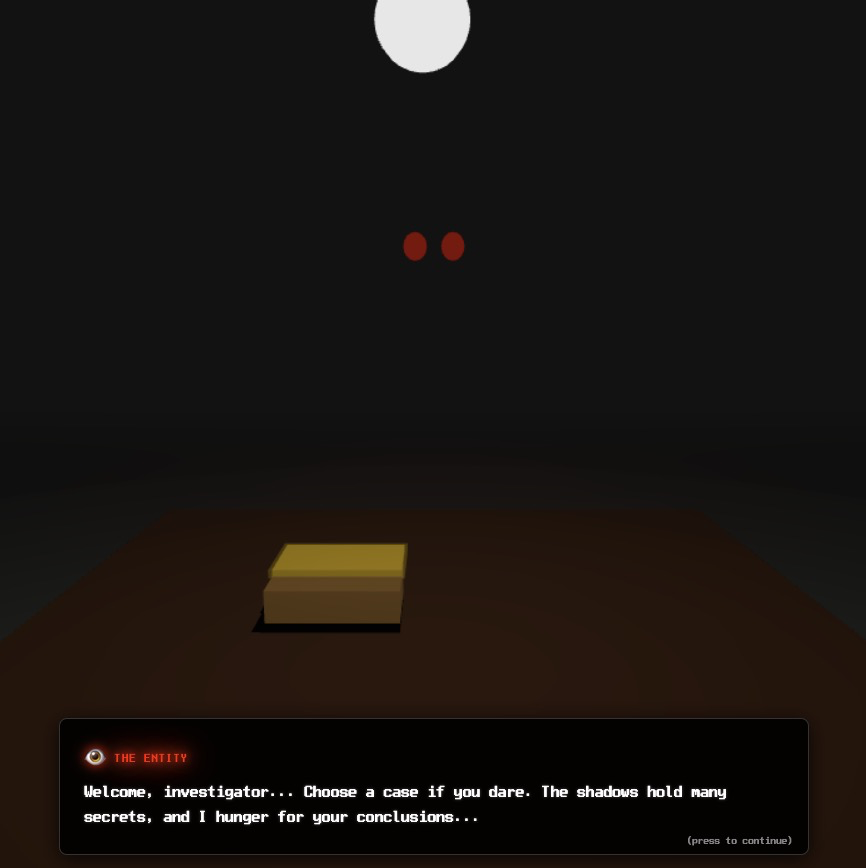 THE ENTITY
Welcome, investigator... Choose a case if you dare. The shadows hold many
secrets, and I hunger for your conclusions...
(press to continue)